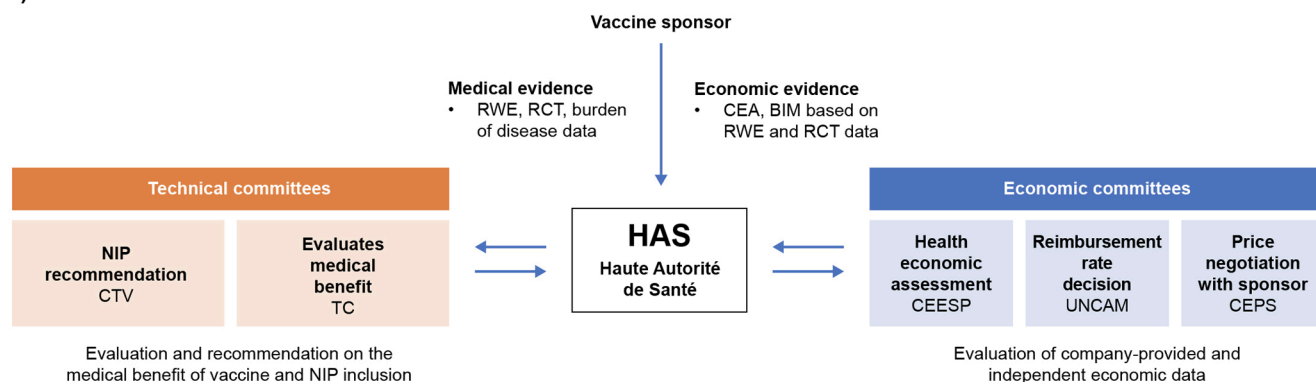 Vaccine sponsor
Medical evidence
• RWE, RCT, burden
of disease data
Economic evidence
• CEA, BIM based on
RWE and RCT data
Technical committees
NIP
recommendation
CTV
Evaluates
medical
benefit
TC
Evaluation and recommendation on the
medical benefit of vaccine and NIP inclusion
HAS
Haute Autorité
de Santé
Economic committees
Health
economic
assessment
CEESP
Reimbursement
rate
decision
UNCAM
Price
negotiation
with sponsor
CEPS
Evaluation of company-provided and
independent economic data